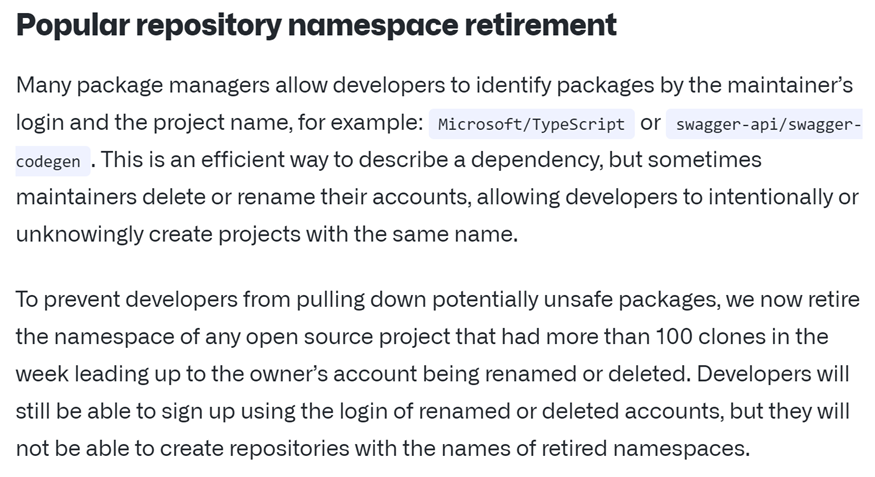 Popular repository namespace retirement
Many package managers allow developers to identify packages by the maintainer’s
login and the project name, for example: Microsoft/TypeScript or swagger-api/swagger-
codegen . This is an efficient way to describe a dependency, but sometimes
maintainers delete or rename their accounts, allowing developers to intentionally or
unknowingly create projects with the same name.
To prevent developers from pulling down potentially unsafe packages, we now retire
the namespace of any open source project that had more than 100 clones in the
week leading up to the owner’s account being renamed or deleted. Developers will
still be able to sign up using the login of renamed or deleted accounts, but they will
not be able to create repositories with the names of retired namespaces.